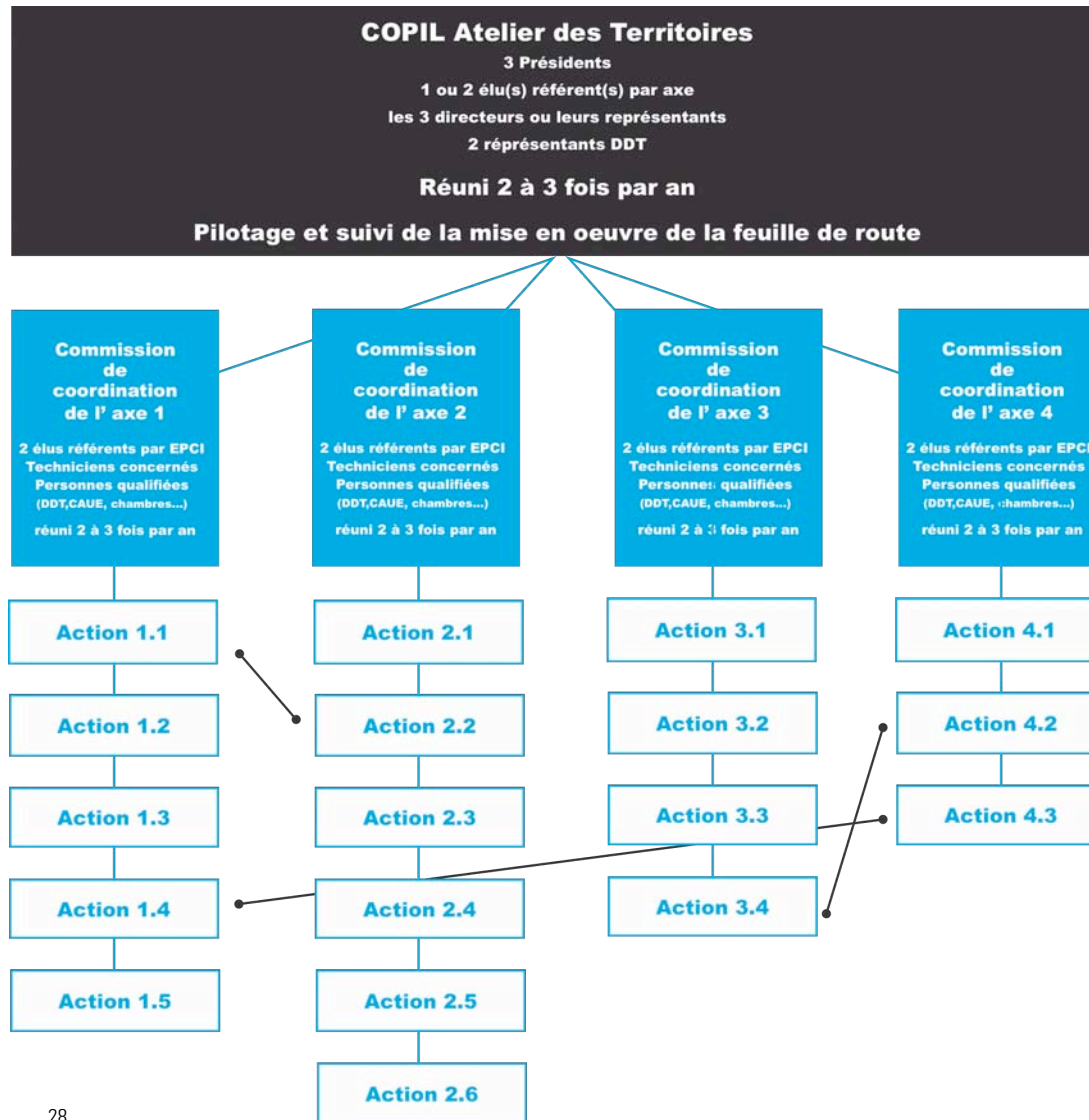 COPIL Atelier des Territoires
3 Présidents
1 ou 2 élu(s) référent(s) par axe
les 3 directeurs ou leurs représentants
2 réprésentants DDT
Réuni 2 à 3 fois par an
Pilotage et suivi de la mise en oeuvre de la feuille de route
Commission
de
coordination
de l' axe 1
2 élus référents par EPCI
Techniciens concernés
Personnes qualifiées
(DDT,CAUE, chambres...)
réuni 2 à 3 fois par an
Action 1.1
Action 1.2
Action 1.3
Action 1.4
Action 1.5
Commission
de
coordination
de l' axe 2
2 élus référents par EPCI
Techniciens concernés
Personnes qualifiées
(DDT,CAUE, chambres...)
réuni 2 à 3 fois par an
Action 2.1
Action 2.2
Action 2.3
Action 2.4
Action 2.5
Action 2.6
Commission
de
coordination
de l' axe 3
2 élus référents par EPCI
Techniciens concernés
Personnes qualifiées
(DDT,CAUE, chambres...)
réuni 2 à 3 fois par an
Action 3.1
Action 3.2
Action 3.3
Action 3.4
Commission
de
coordination
de l' axe 4
2 élus référents par EPCI
Techniciens concernés
Personnes qualifiées
(DDT,CAUE, chambres...)
réuni 2 à 3 fois par an
Action 4.1
Action 4.2
Action 4.3
28